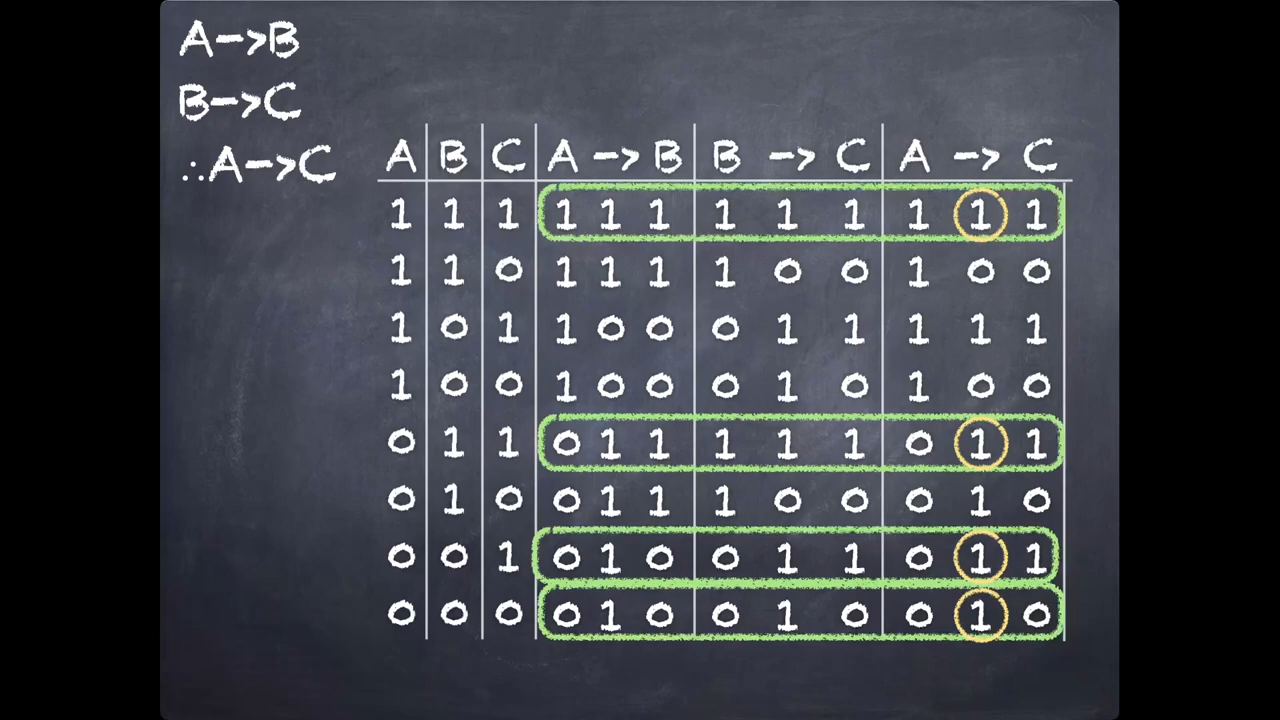 A->B
B->C
∴A->C
A B C A -> B B -> C A -> C
1 1 1 1 1 1 1 1 1 1 1 1
1 1 0 1 1 1 1 0 0 1 0 0
1 0 1 1 0 0 0 1 1 1 1 1
1 0 0 1 0 0 0 1 0 1 0 0
0 1 1 0 1 1 1 1 1 0 1 1
0 1 0 0 1 1 1 0 0 0 1 0
0 0 1 0 1 0 0 1 1 0 1 1
0 0 0 0 1 0 0 1 0 0 1 0